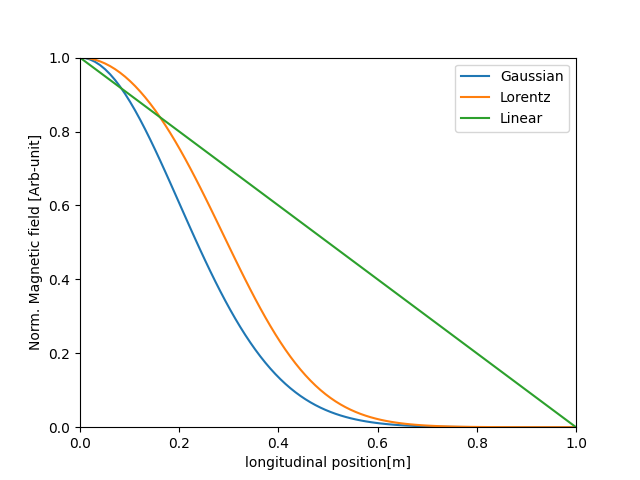 Gaussian
Lorentz
Linear
1.0
0.8
0.6
0.4
0.2
0.0
Norm. Magnetic field [Arb-unit]
0.0 0.2 0.4 0.6 0.8 1.0
longitudinal position[m]